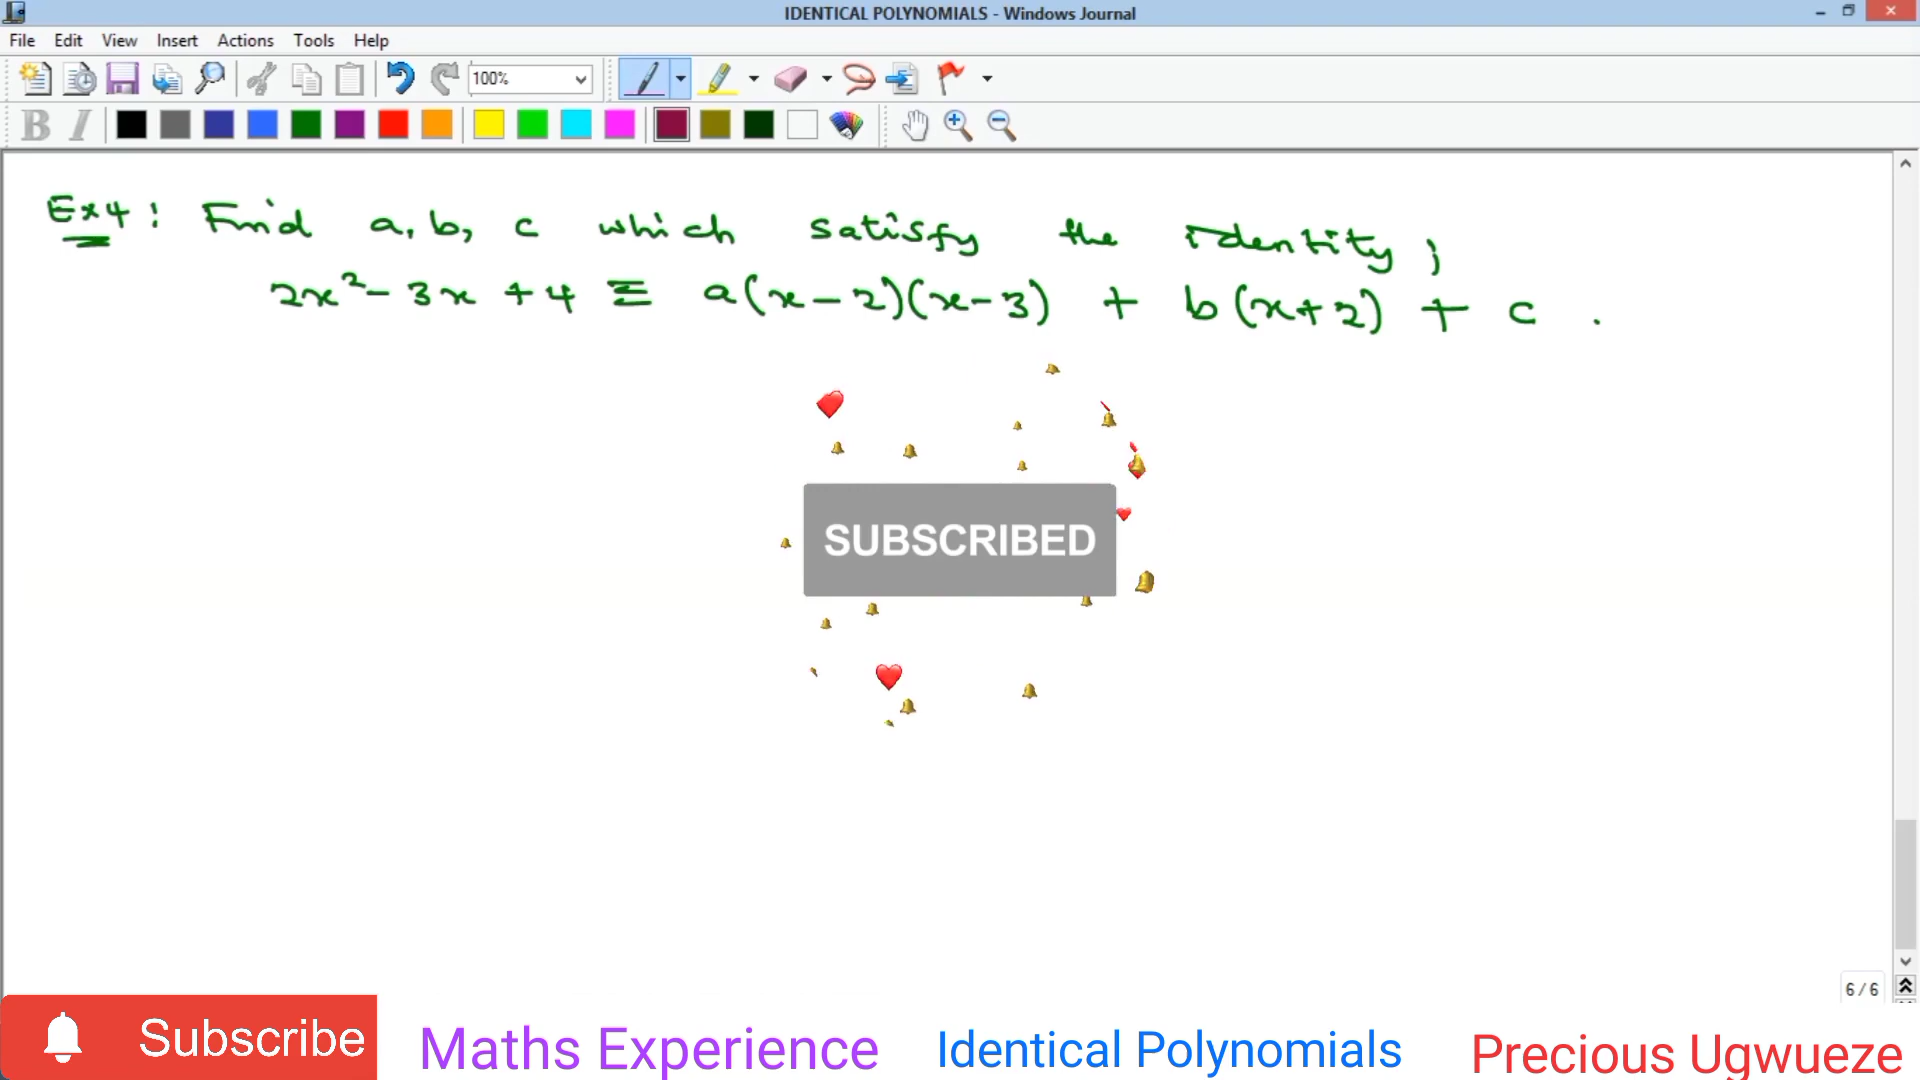 IDENTICAL POLYNOMIALS - Windows Journal
File Edit View Insert Actions Tools Help
100%
B I
Ex4: Find a, b, c which satisfy the identity;
2x² - 3x + 4 ≡ a(x-2)(x-3) + b(x+2) + c .
SUBSCRIBED
6 / 6
Subscribe
Maths Experience
Identical Polynomials
Precious Ugwueze